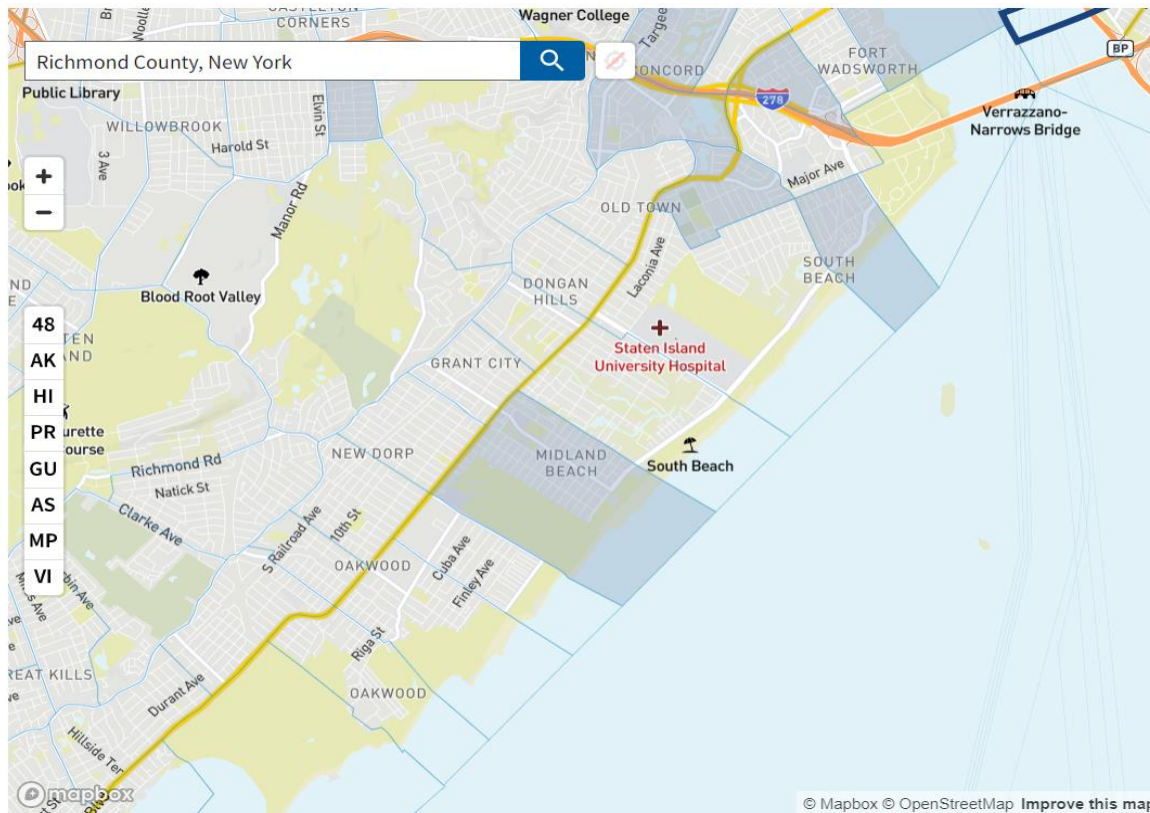 CASTLETON
CORNERS
Wagner College
Targee
Richmond County, New York
CONCORD
FORT
WADSWORTH
BP
278
Public Library
Elvin St
WILLOWBROOK
Harold St
3 Ave
Verrazzano-
Narrows Bridge
Manor Rd
Major Ave
+
−
OLD TOWN
Laconia Ave
SOUTH
BEACH
DONGAN
HILLS
Blood Root Valley
48
AK
HI
PR
GU
AS
MP
VI
Staten Island
University Hospital
GRANT CITY
NEW DORP
MIDLAND
BEACH
South Beach
Richmond Rd
Natick St
Clarke Ave
S Railroad Ave
10th St
OAKWOOD
Cuba Ave
Finley Ave
Riga St
OAKWOOD
REAT KILLS
Durant Ave
Hillside Ter
mapbox
© Mapbox © OpenStreetMap Improve this map